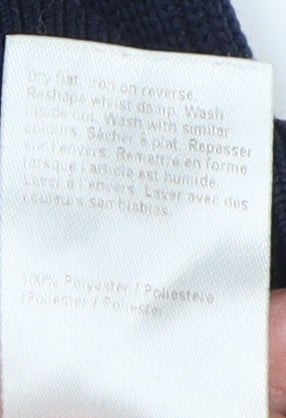 Dry flat. Iron on reverse.
Reshape whilst damp. Wash
inside out. Wash with similar
colours. Sécher à plat. Repasser
sur l'envers. Remettre en forme
lorsque l'article est humide.
Laver à l'envers. Laver avec des
couleurs semblables.
100% Polyester / Poliestere
/Poliester / Poliester